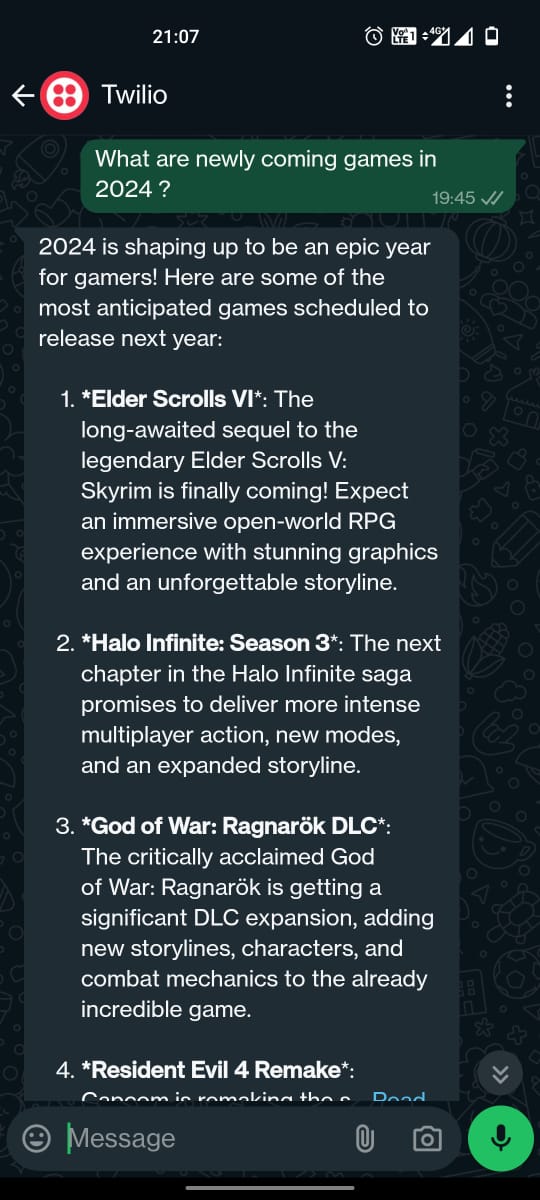 21:07
Vo 1 LTE 4G+
Twilio
What are newly coming games in
2024 ?
19:45
2024 is shaping up to be an epic year
for gamers! Here are some of the
most anticipated games scheduled to
release next year:
1. *Elder Scrolls VI*: The
long-awaited sequel to the
legendary Elder Scrolls V:
Skyrim is finally coming! Expect
an immersive open-world RPG
experience with stunning graphics
and an unforgettable storyline.
2. *Halo Infinite: Season 3*: The next
chapter in the Halo Infinite saga
promises to deliver more intense
multiplayer action, new modes,
and an expanded storyline.
3. *God of War: Ragnarök DLC*:
The critically acclaimed God
of War: Ragnarök is getting a
significant DLC expansion, adding
new storylines, characters, and
combat mechanics to the already
incredible game.
4. *Resident Evil 4 Remake*:
Capcom is remaking the s... Read
Message